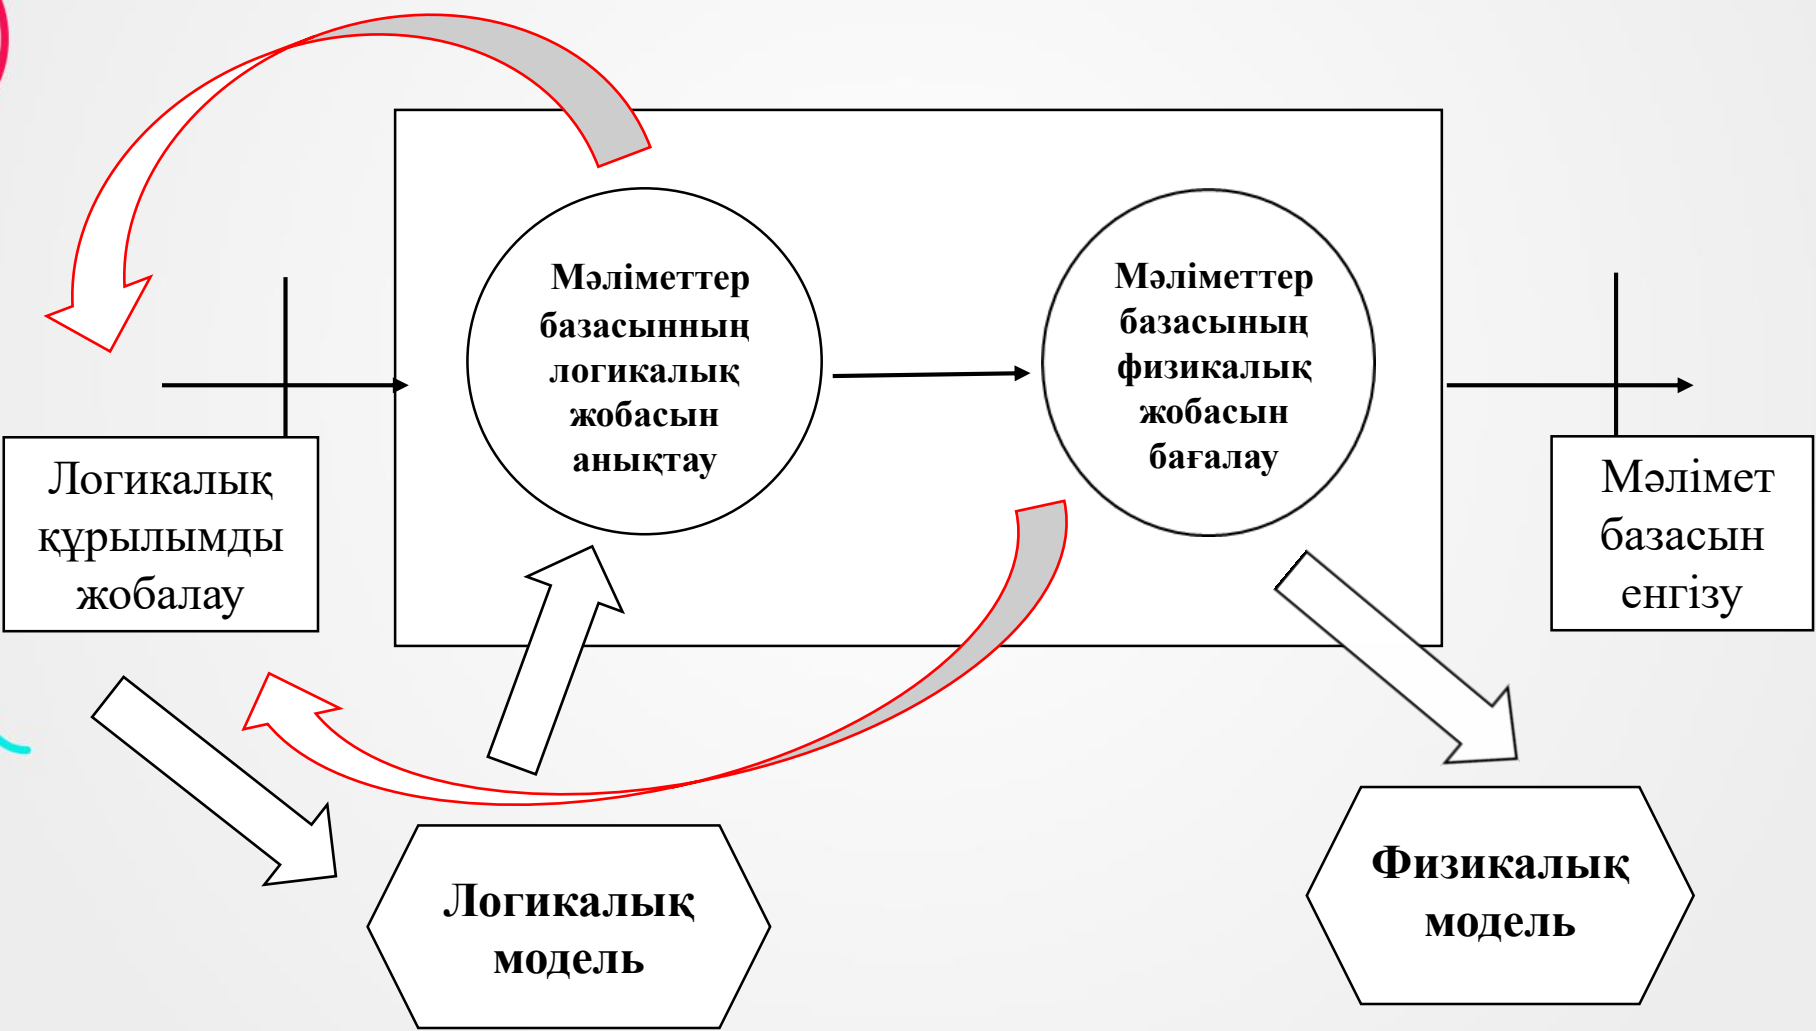 Мәліметтер
базасынның
логикалық
жобасын
анықтау
Мәліметтер
базасының
физикалық
жобасын
бағалау
Логикалық
құрылымды
жобалау
Мәлімет
базасын
енгізу
Логикалық
модель
Физикалық
модель